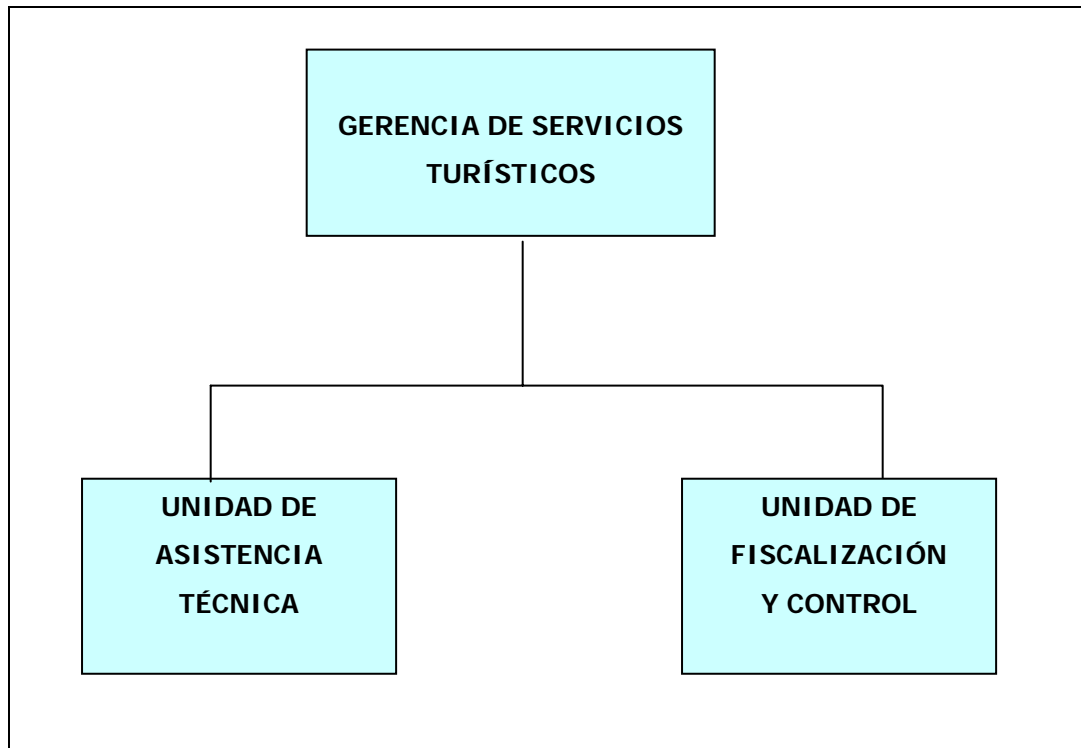 GERENCIA DE SERVICIOS
TURÍSTICOS
UNIDAD DE
ASISTENCIA
TÉCNICA
UNIDAD DE
FISCALIZACIÓN
Y CONTROL